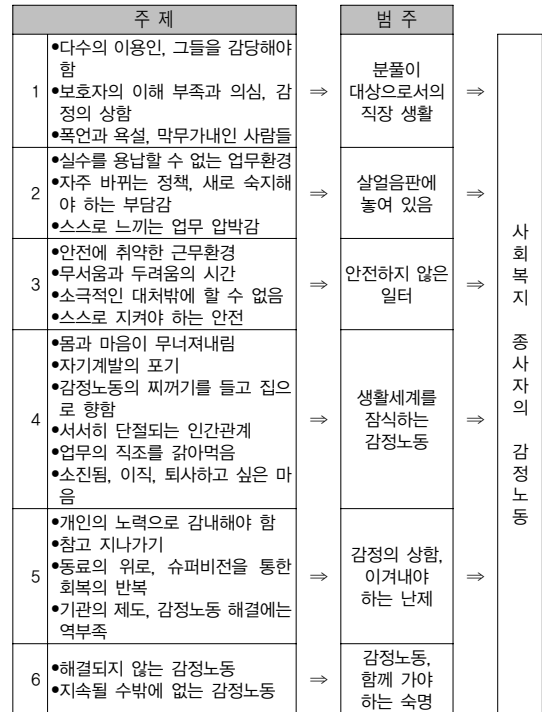 주 제
범 주
1
•다수의 이용인, 그들을 감당해야
함
•보호자의 이해 부족과 의심, 감
정의 상함
•폭언과 욕설, 막무가내인 사람들
⇒
분풀이
대상으로서의
직장 생활
⇒
2
•실수를 용납할 수 없는 업무환경
•자주 바뀌는 정책, 새로 숙지해
야 하는 부담감
•스스로 느끼는 업무 압박감
⇒
살얼음판에
놓여 있음
⇒
3
•안전에 취약한 근무환경
•무서움과 두려움의 시간
•소극적인 대처밖에 할 수 없음
•스스로 지켜야 하는 안전
⇒
안전하지 않은
일터
⇒
4
•몸과 마음이 무너져내림
•자기계발의 포기
•감정노동의 찌꺼기를 들고 집으
로 향함
•서서히 단절되는 인간관계
•업무의 직조를 갉아먹음
•소진됨, 이직, 퇴사하고 싶은 마
음
⇒
생활세계를
잠식하는
감정노동
⇒
5
•개인의 노력으로 감내해야 함
•참고 지나가기
•동료의 위로, 슈퍼비전을 통한
회복의 반복
•기관의 제도, 감정노동 해결에는
역부족
⇒
감정의 상함,
이겨내야
하는 난제
⇒
6
•해결되지 않는 감정노동
•지속될 수밖에 없는 감정노동
⇒
감정노동,
함께 가야
하는 숙명
사회복지 종사자의 감정노동